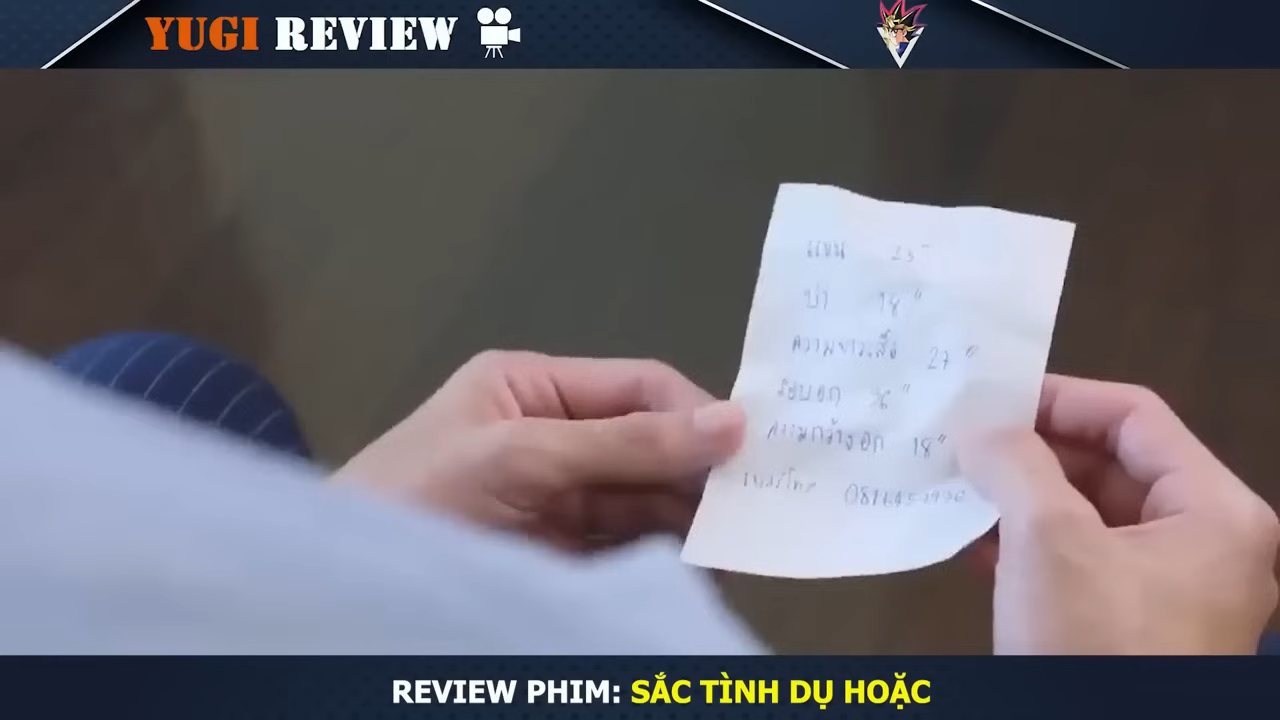 YUGI REVIEW
แขน 25"
บ่า 18"
ความยาวเสื้อ 27"
รอบอก 36"
ความกว้างอก 18"
เบอร์โทร
REVIEW PHIM: SẮC TÌNH DỤ HOẶC